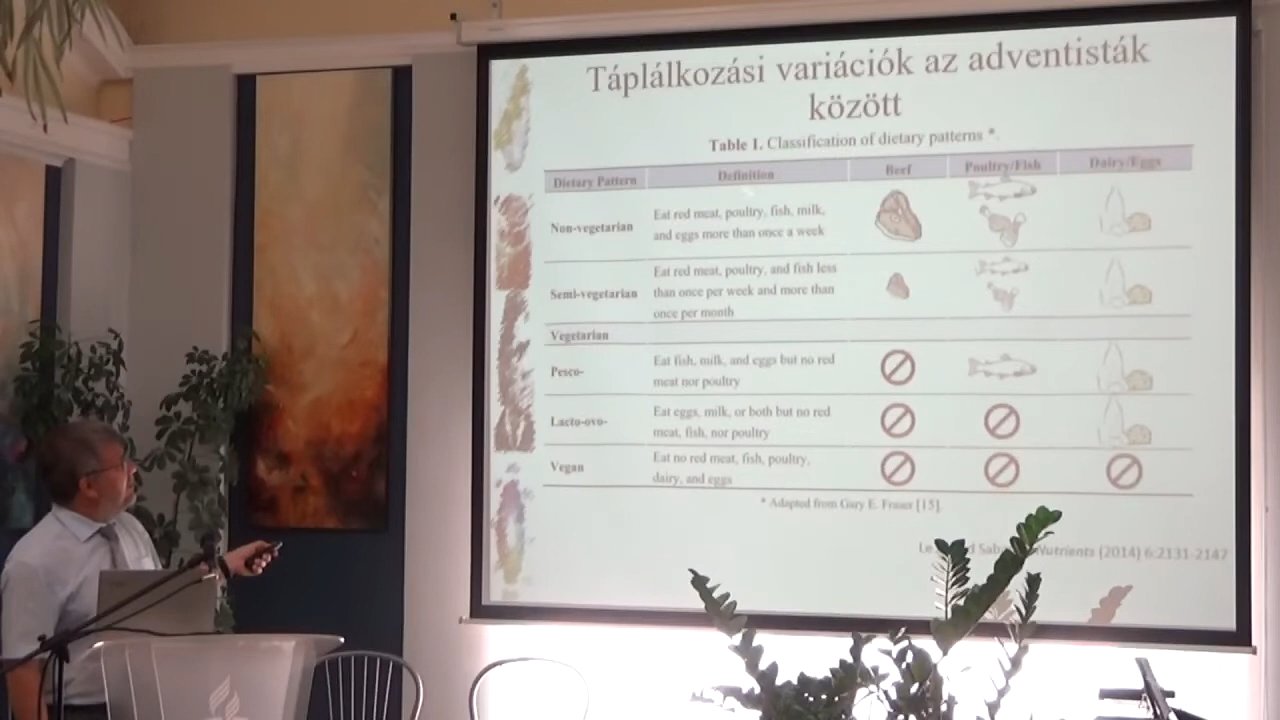 Táplálkozási variációk az adventisták
között
Table 1. Classification of dietary patterns *.
Dietary Pattern Definition Beef Poultry/Fish Dairy/Eggs
Non-vegetarian
Eat red meat, poultry, fish, milk,
and eggs more than once a week
Semi-vegetarian
Eat red meat, poultry, and fish less
than once per week and more than
once per month
Vegetarian
Pesco-
Eat fish, milk, and eggs but no red
meat nor poultry
Lacto-ovo-
Eat eggs, milk, or both but no red
meat, fish, nor poultry
Vegan
Eat no red meat, fish, poultry,
dairy, and eggs
* Adapted from Gary E. Fraser [15].
Nutrients (2014) 6:2131-2147